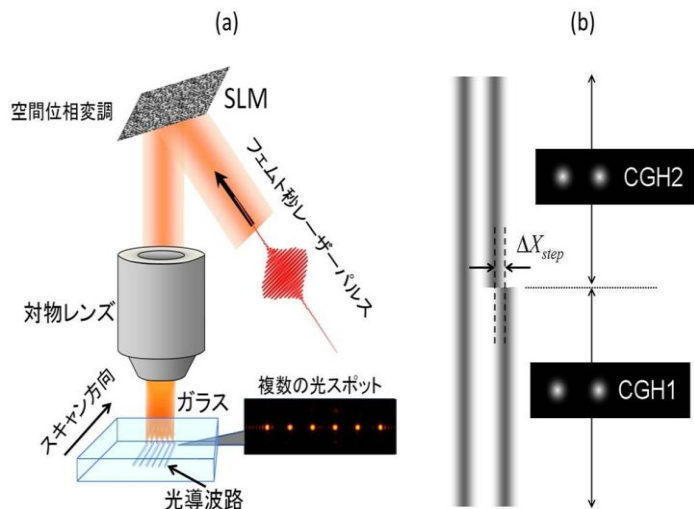 (a)
空間位相変調
SLM
フェムト秒レーザーパルス
対物レンズ
スキャン方向
ガラス
複数の光スポット
光導波路
(b)
CGH2
ΔX_step
CGH1